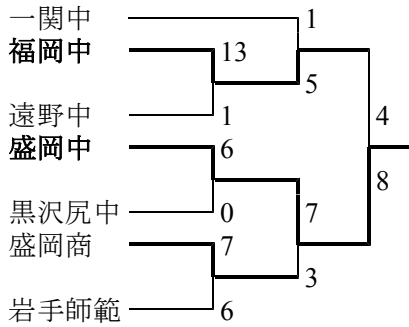 一関中 1
福岡中 13
5
遠野中 1 4
盛岡中 6
8
黒沢尻中 0 7
盛岡商 7
3
岩手師範 6